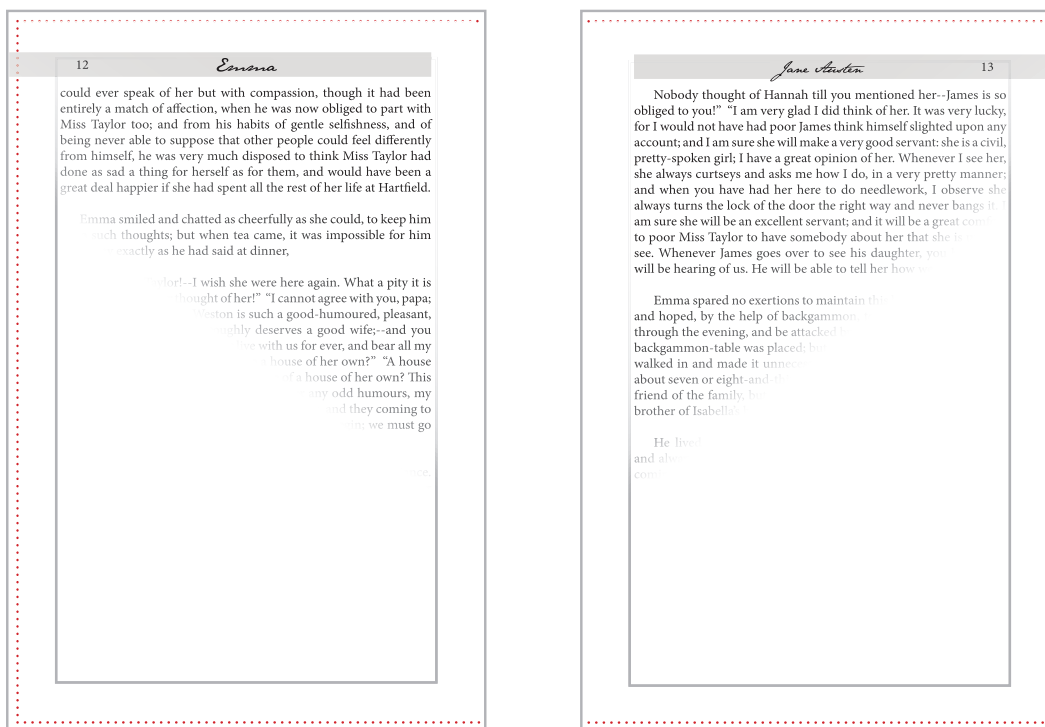 12
Emma
could ever speak of her but with compassion, though it had been
entirely a match of affection, when he was now obliged to part with
Miss Taylor too; and from his habits of gentle selfishness, and of
being never able to suppose that other people could feel differently
from himself, he was very much disposed to think Miss Taylor had
done as sad a thing for herself as for them, and would have been a
great deal happier if she had spent all the rest of her life at Hartfield.
Emma smiled and chatted as cheerfully as she could, to keep him
such thoughts; but when tea came, it was impossible for him
exactly as he had said at dinner,
I wish she were here again. What a pity it is
thought of her!” “I cannot agree with you, papa;
Weston is such a good-humoured, pleasant,
deserves a good wife;--and you
with us for ever, and bear all my
house of her own?” “A house
of a house of her own? This
my odd humours, my
and they coming to
we must go
Jane Austen
13
Nobody thought of Hannah till you mentioned her--James is so
obliged to you!” “I am very glad I did think of her. It was very lucky,
for I would not have had poor James think himself slighted upon any
account; and I am sure she will make a very good servant: she is a civil,
pretty-spoken girl; I have a great opinion of her. Whenever I see her,
she always curtseys and asks me how I do, in a very pretty manner;
and when you have had her here to do needlework, I observe she
always turns the lock of the door the right way and never bangs it. I
am sure she will be an excellent servant; and it will be a great
to poor Miss Taylor to have somebody about her that she is
see. Whenever James goes over to see his daughter,
will be hearing of us. He will be able to tell her how
Emma spared no exertions to maintain
and hoped, by the help of backgammon,
through the evening, and be attacked
backgammon-table was placed;
walked in and made it
about seven or
friend of the family,
brother of Isabella's
He lived
and